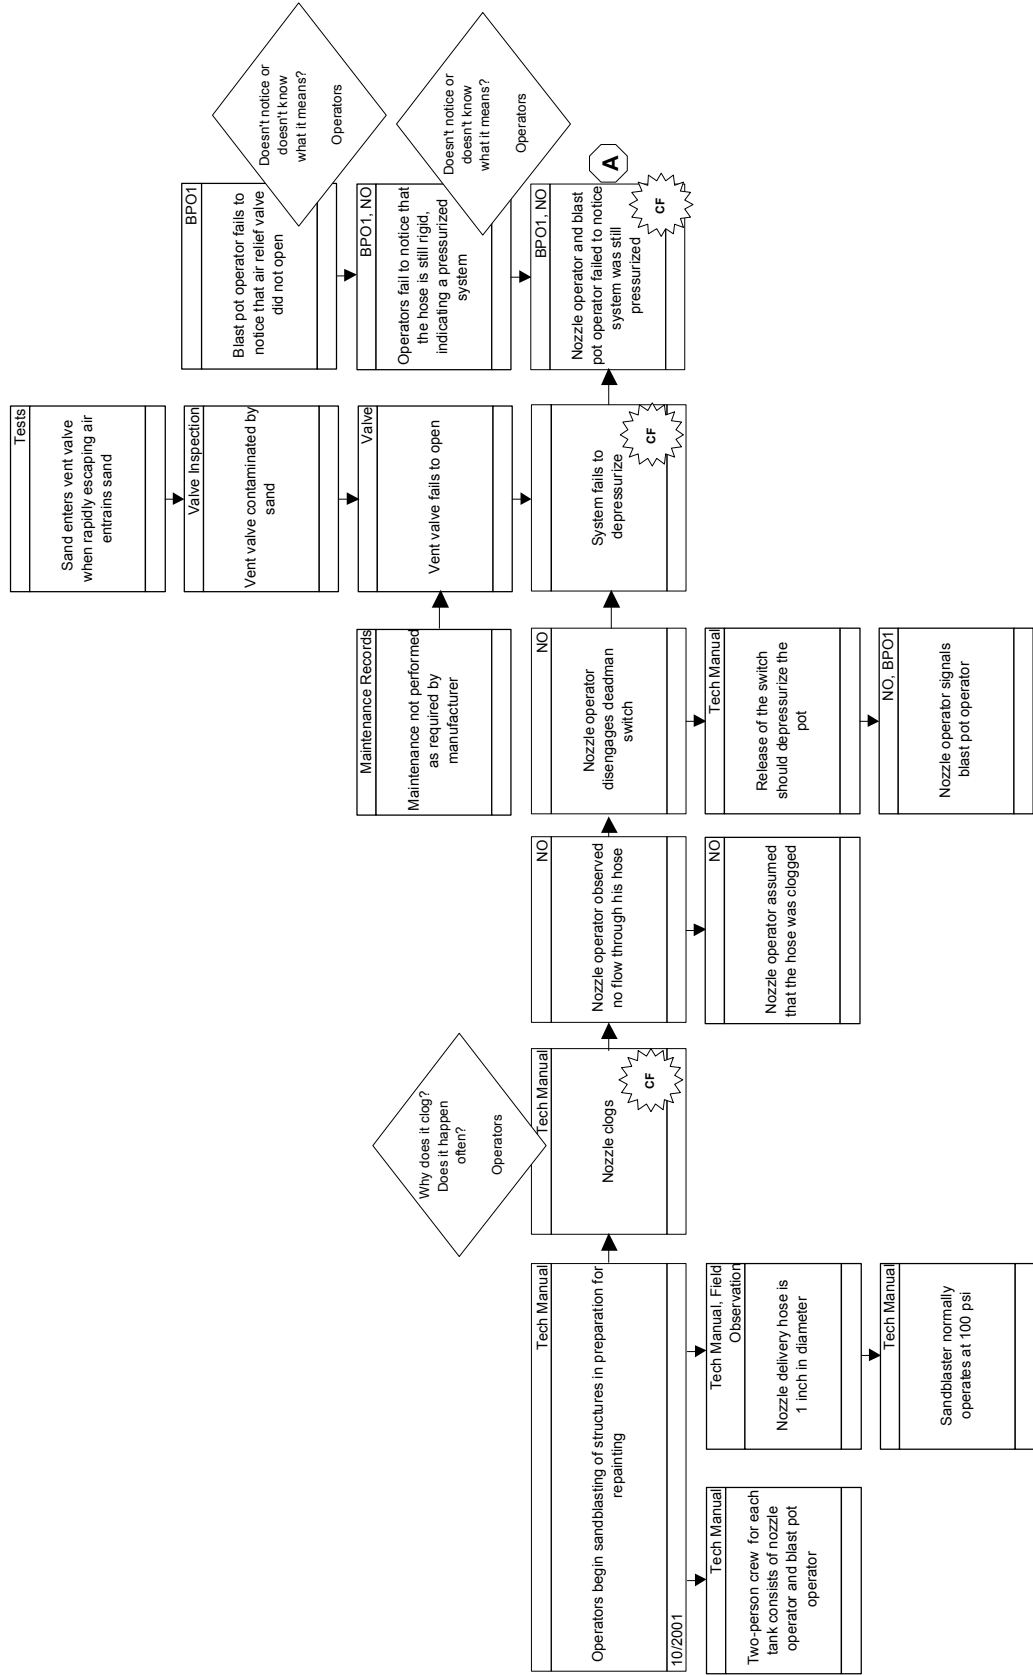 Tests
Sand enters vent valve
when rapidly escaping air
entrains sand
Valve Inspection
Vent valve contaminated by
sand
Maintenance Records
Maintenance not performed
as required by
manufacturer
Valve
Vent valve fails to open
BPO1
Blast pot operator fails to
notice that air relief valve
did not open
Doesn't notice or
doesn't know
what it means?
Operators
BPO1, NO
Operators fail to notice that
the hose is still rigid,
indicating a pressurized
system
Doesn't notice or
doesn't know
what it means?
Operators
Why does it clog?
Does it happen
often?
Operators
Tech Manual
Operators begin sandblasting of structures in preparation for
repainting
10/2001
Tech Manual
Nozzle clogs
CF
NO
Nozzle operator observed
no flow through his hose
NO
Nozzle operator
disengages deadman
switch
System fails to
depressurize
CF
BPO1, NO
Nozzle operator and blast
pot operator failed to notice
system was still
pressurized
CF
A
Tech Manual
Two-person crew for each
tank consists of nozzle
operator and blast pot
operator
Tech Manual, Field
Observation
Nozzle delivery hose is
1 inch in diameter
NO
Nozzle operator assumed
that the hose was clogged
Tech Manual
Release of the switch
should depressurize the
pot
Tech Manual
Sandblaster normally
operates at 100 psi
NO, BPO1
Nozzle operator signals
blast pot operator